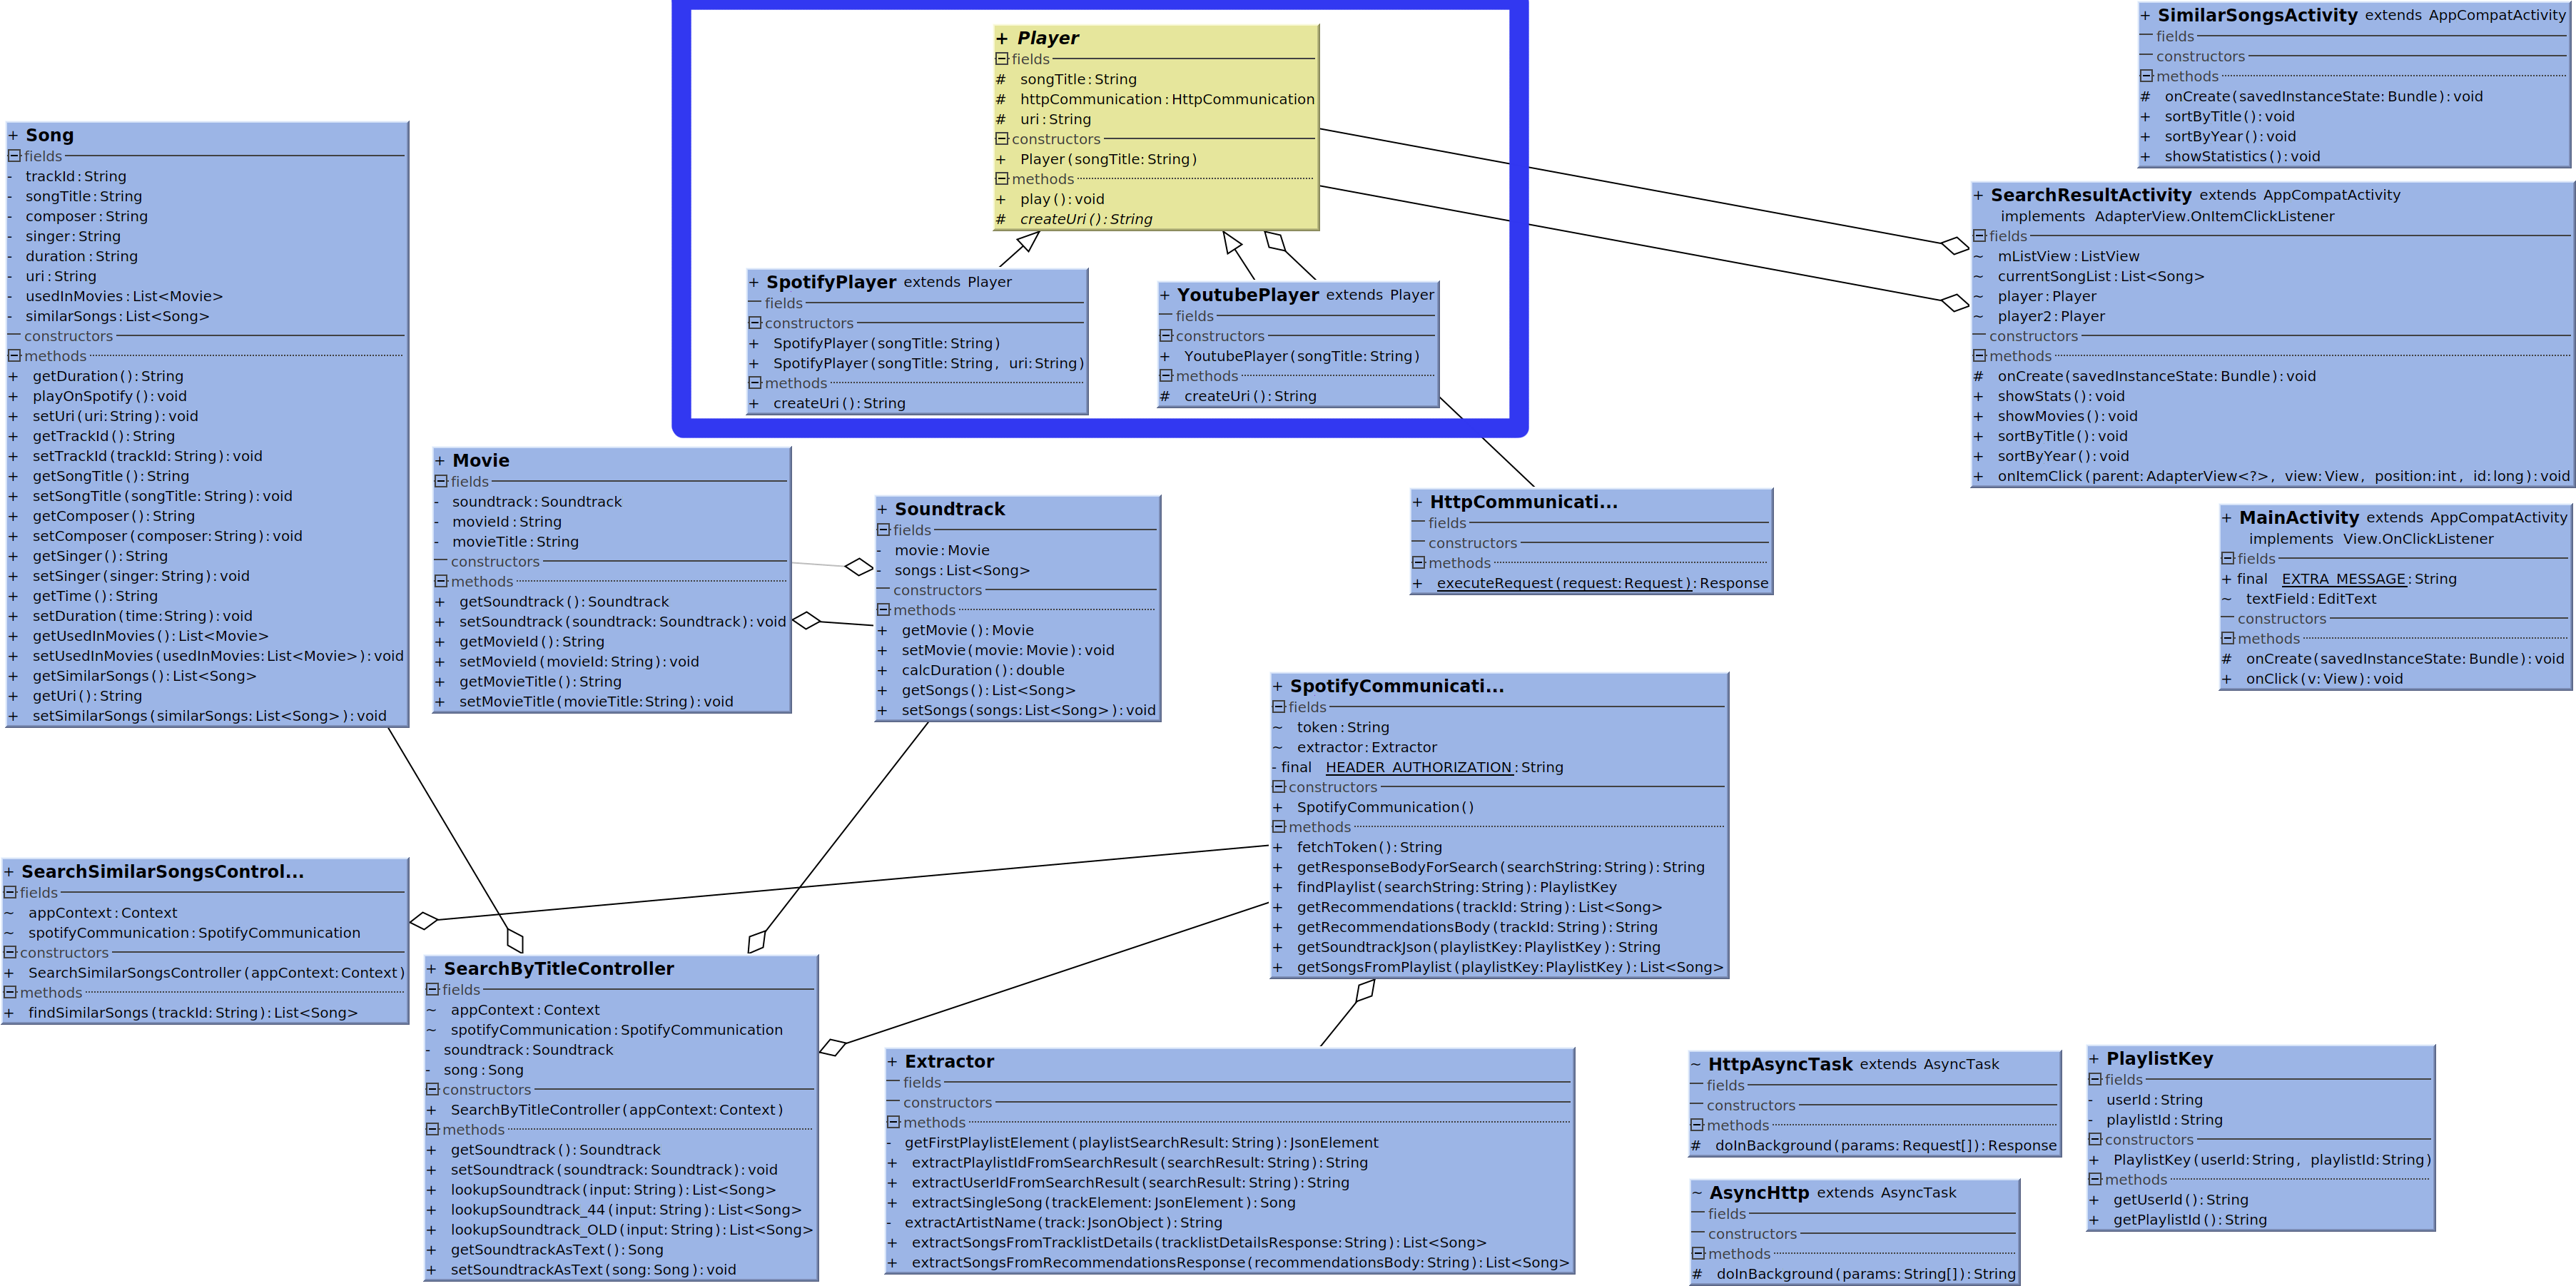 + Player
fields
# songTitle:String
# httpCommunication:HttpCommunication
# uri:String
constructors
+ Player(songTitle:String)
methods
+ play():void
# createUri():String
+ SimilarSongsActivity extends AppCompatActivity
fields
constructors
methods
# onCreate(savedInstanceState:Bundle):void
+ sortByTitle():void
+ sortByYear():void
+ showStatistics():void
+ Song
fields
- trackId:String
- songTitle:String
- composer:String
- singer:String
- duration:String
- uri:String
- usedInMovies:List<Movie>
- similarSongs:List<Song>
constructors
methods
+ getDuration():String
+ playOnSpotify():void
+ setUri(uri:String):void
+ getTrackId():String
+ setTrackId(trackId:String):void
+ getSongTitle():String
+ setSongTitle(songTitle:String):void
+ getComposer():String
+ setComposer(composer:String):void
+ getSinger():String
+ setSinger(singer:String):void
+ getTime():String
+ setDuration(time:String):void
+ getUsedInMovies():List<Movie>
+ setUsedInMovies(usedInMovies:List<Movie>):void
+ getSimilarSongs():List<Song>
+ getUri():String
+ setSimilarSongs(similarSongs:List<Song>):void
+ SearchResultActivity extends AppCompatActivity
implements AdapterView.OnItemClickListener
fields
~ mListView:ListView
~ currentSongList:List<Song>
~ player:Player
~ player2:Player
constructors
methods
# onCreate(savedInstanceState:Bundle):void
+ showStats():void
+ showMovies():void
+ sortByTitle():void
+ sortByYear():void
+ onItemClick(parent:AdapterView<?>, view:View, position:int, id:long):void
+ SpotifyPlayer extends Player
fields
constructors
+ SpotifyPlayer(songTitle:String)
+ SpotifyPlayer(songTitle:String, uri:String)
methods
+ createUri():String
+ YoutubePlayer extends Player
fields
constructors
+ YoutubePlayer(songTitle:String)
methods
# createUri():String
+ Movie
fields
- soundtrack:Soundtrack
- movieId:String
- movieTitle:String
constructors
methods
+ getSoundtrack():Soundtrack
+ setSoundtrack(soundtrack:Soundtrack):void
+ getMovieId():String
+ setMovieId(movieId:String):void
+ getMovieTitle():String
+ setMovieTitle(movieTitle:String):void
+ Soundtrack
fields
- movie:Movie
- songs:List<Song>
constructors
methods
+ getMovie():Movie
+ setMovie(movie:Movie):void
+ calcDuration():double
+ getSongs():List<Song>
+ setSongs(songs:List<Song>):void
+ HttpCommunicati...
fields
constructors
methods
+ executeRequest(request:Request):Response
+ MainActivity extends AppCompatActivity
implements View.OnClickListener
fields
+ final EXTRA_MESSAGE:String
~ textField:EditText
constructors
methods
# onCreate(savedInstanceState:Bundle):void
+ onClick(v:View):void
+ SpotifyCommunicati...
fields
~ token:String
~ extractor:Extractor
- final HEADER_AUTHORIZATION:String
constructors
+ SpotifyCommunication()
methods
+ fetchToken():String
+ getResponseBodyForSearch(searchString:String):String
+ findPlaylist(searchString:String):PlaylistKey
+ getRecommendations(trackId:String):List<Song>
+ getRecommendationsBody(trackId:String):String
+ getSoundtrackJson(playlistKey:PlaylistKey):String
+ getSongsFromPlaylist(playlistKey:PlaylistKey):List<Song>
+ SearchSimilarSongsControl...
fields
~ appContext:Context
~ spotifyCommunication:SpotifyCommunication
constructors
+ SearchSimilarSongsController(appContext:Context)
methods
+ findSimilarSongs(trackId:String):List<Song>
+ SearchByTitleController
fields
~ appContext:Context
~ spotifyCommunication:SpotifyCommunication
- soundtrack:Soundtrack
- song:Song
constructors
+ SearchByTitleController(appContext:Context)
methods
+ getSoundtrack():Soundtrack
+ setSoundtrack(soundtrack:Soundtrack):void
+ lookupSoundtrack(input:String):List<Song>
+ lookupSoundtrack_44(input:String):List<Song>
+ lookupSoundtrack_OLD(input:String):List<Song>
+ getSoundtrackAsText():Song
+ setSoundtrackAsText(song:Song):void
+ Extractor
fields
constructors
methods
- getFirstPlaylistElement(playlistSearchResult:String):JsonElement
+ extractPlaylistIdFromSearchResult(searchResult:String):String
+ extractUserIdFromSearchResult(searchResult:String):String
+ extractSingleSong(trackElement:JsonElement):Song
- extractArtistName(track:JsonObject):String
+ extractSongsFromTracklistDetails(tracklistDetailsResponse:String):List<Song>
+ extractSongsFromRecommendationsResponse(recommendationsBody:String):List<Song>
~ HttpAsyncTask extends AsyncTask
fields
constructors
methods
# doInBackground(params:Request[]):Response
~ AsyncHttp extends AsyncTask
fields
constructors
methods
# doInBackground(params:String[]):String
+ PlaylistKey
fields
- userId:String
- playlistId:String
constructors
+ PlaylistKey(userId:String, playlistId:String)
methods
+ getUserId():String
+ getPlaylistId():String